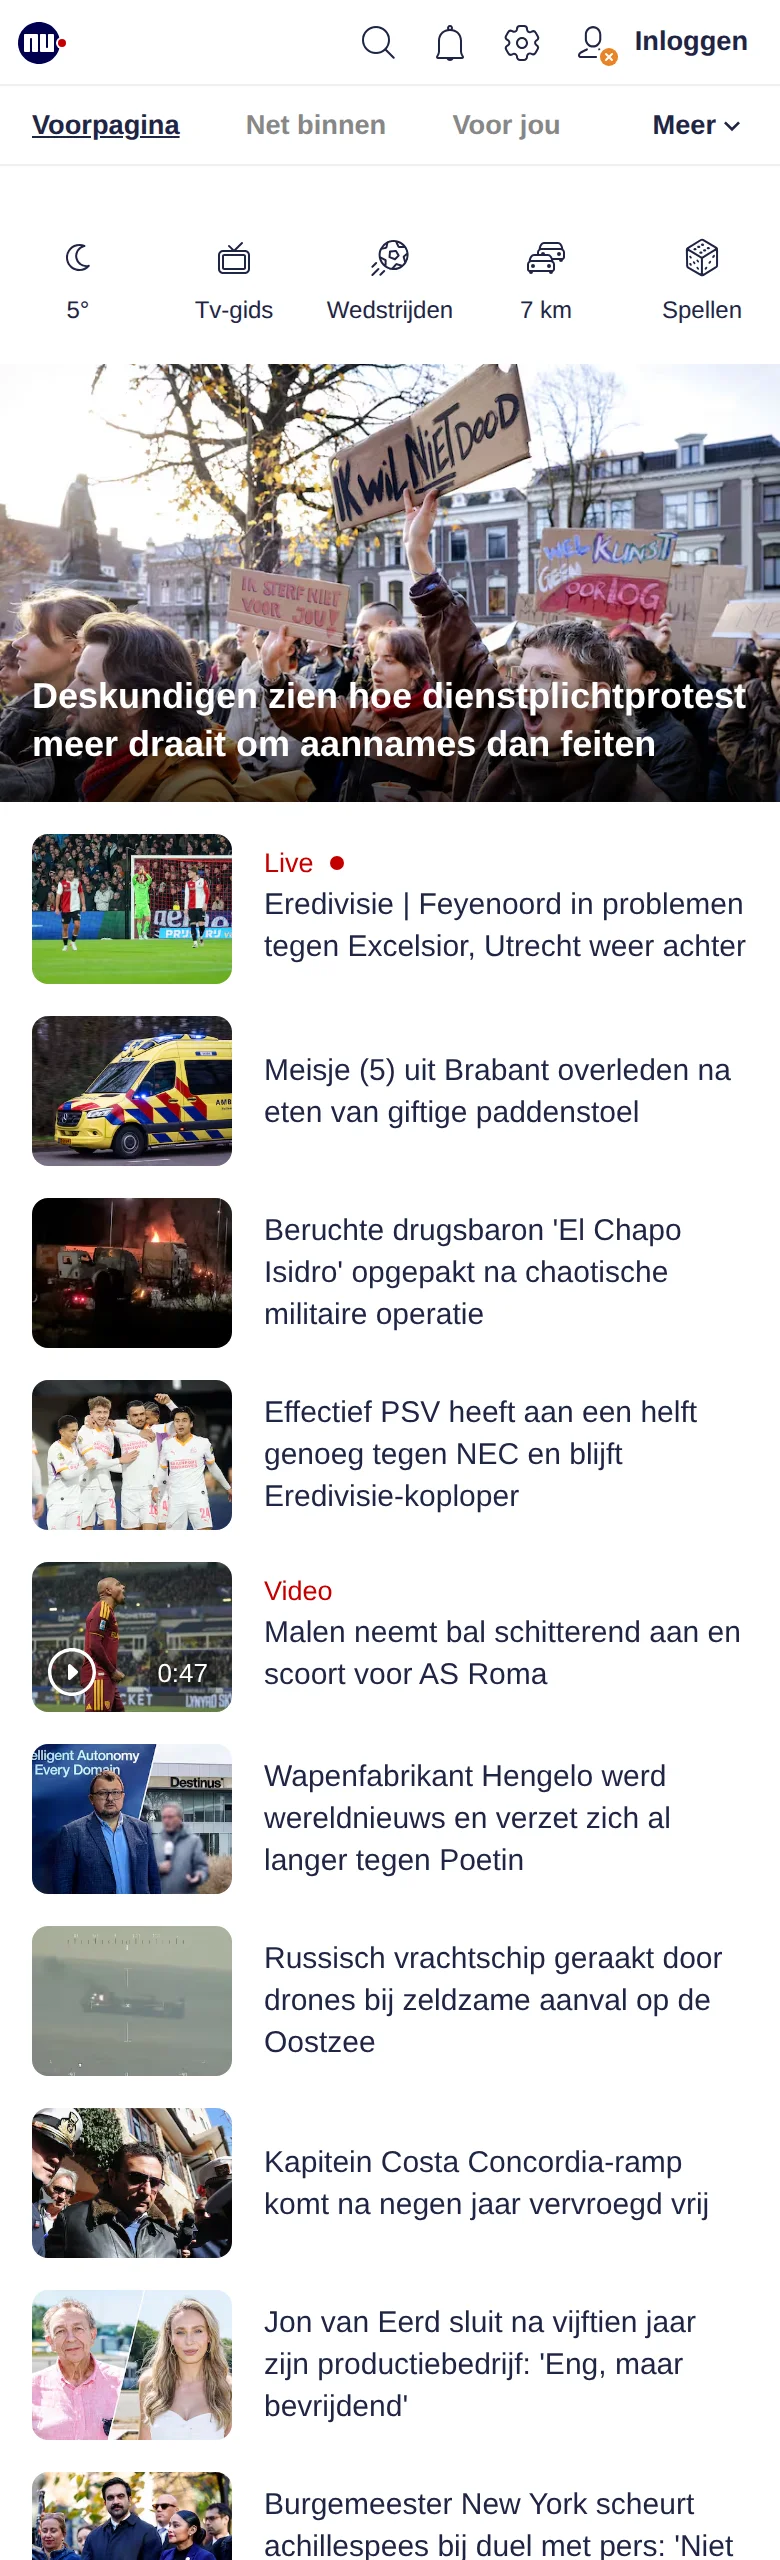 nu
Inloggen
Voorpagina
Net binnen
Voor jou
Meer
5°
Tv-gids
Wedstrijden
7 km
Spellen
IK WIL NIET DOOD
IK STERF NIET
VOOR JOU!
WEL KUNST
GEEN
OORLOG
Deskundigen zien hoe dienstplichtprotest
meer draait om aannames dan feiten
Live
Eredivisie | Feyenoord in problemen
tegen Excelsior, Utrecht weer achter
Meisje (5) uit Brabant overleden na
eten van giftige paddenstoel
Beruchte drugsbaron 'El Chapo
Isidro' opgepakt na chaotische
militaire operatie
Effectief PSV heeft aan een helft
genoeg tegen NEC en blijft
Eredivisie-koploper
0:47
Video
Malen neemt bal schitterend aan en
scoort voor AS Roma
elligent Autonomy
Every Domain
Destinus
Wapenfabrikant Hengelo werd
wereldnieuws en verzet zich al
langer tegen Poetin
Russisch vrachtschip geraakt door
drones bij zeldzame aanval op de
Oostzee
Kapitein Costa Concordia-ramp
komt na negen jaar vervroegd vrij
Jon van Eerd sluit na vijftien jaar
zijn productiebedrijf: 'Eng, maar
bevrijdend'
Burgemeester New York scheurt
achillespees bij duel met pers: 'Niet